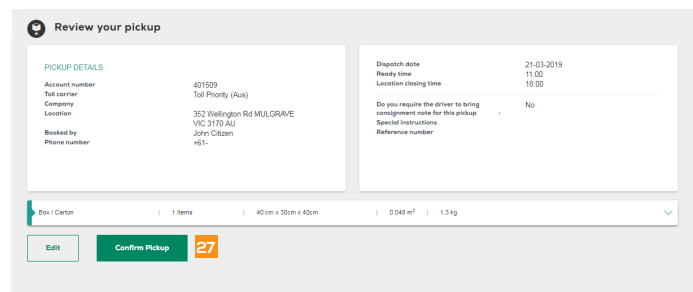 Review your pickup
PICKUP DETAILS
Account number 401509
Toll carrier Toll Priority (Aus)
Company
Location 352 Wellington Rd MULGRAVE
VIC 3170 AU
Booked by John Citizen
Phone number +61-
Dispatch date 21-03-2019
Ready time 11:00
Location closing time 18:00
Do you require the driver to bring No
consignment note for this pickup :
Special instructions
Reference number
Box / Carton | 1 Items | 40 cm x 30cm x 40cm | 0.048 m³ | 1.3 kg
Edit Confirm Pickup 27